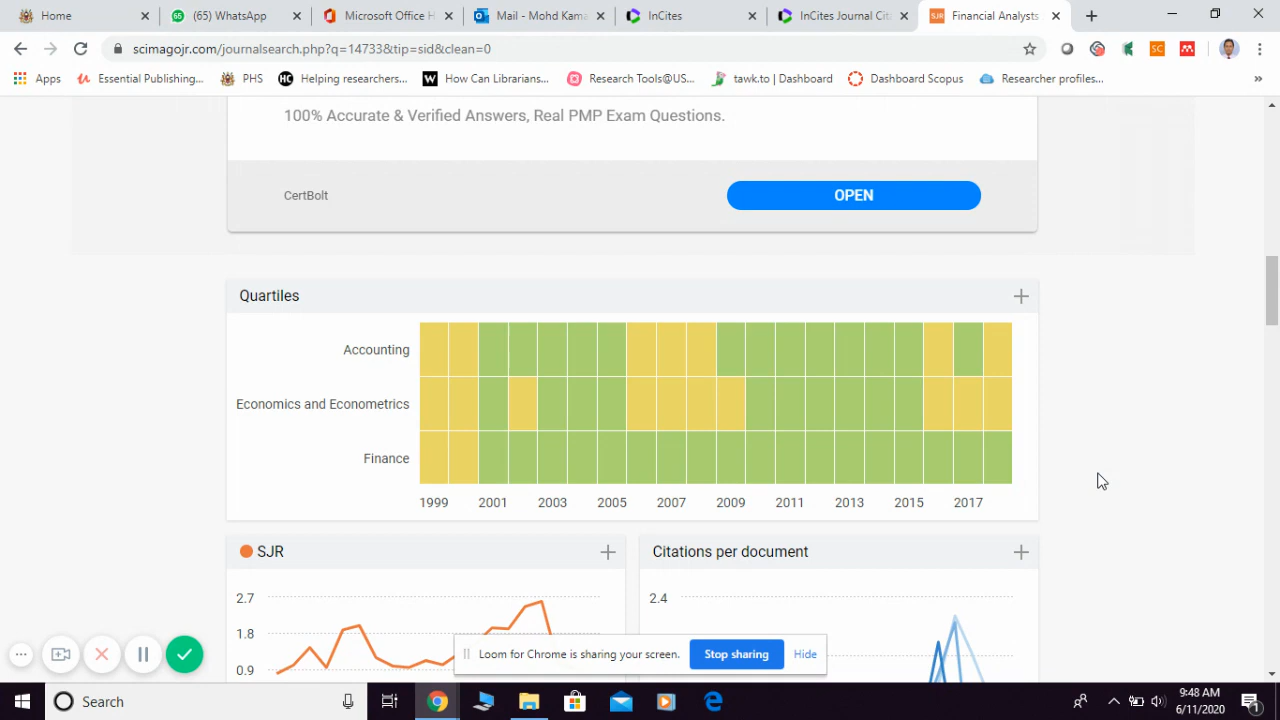 Home
(65) WhatsApp
Microsoft Office H
Mail - Mohd Kama
InCites
InCites Journal Cita
SJR Financial Analysts
scimagojr.com/journalsearch.php?q=14733&tip=sid&clean=0
SC
Apps
Essential Publishing...
PHS
HC Helping researchers...
W How Can Librarians...
Research Tools@US...
tawk.to | Dashboard
Dashboard Scopus
Researcher profiles...
»
100% Accurate & Verified Answers, Real PMP Exam Questions.
CertBolt
OPEN
Quartiles
Accounting
Economics and Econometrics
Finance
1999 2001 2003 2005 2007 2009 2011 2013 2015 2017
SJR
Citations per document
2.7
2.4
1.8
0.9
Loom for Chrome is sharing your screen.
Stop sharing
Hide
Search
9:48 AM
6/11/2020
1